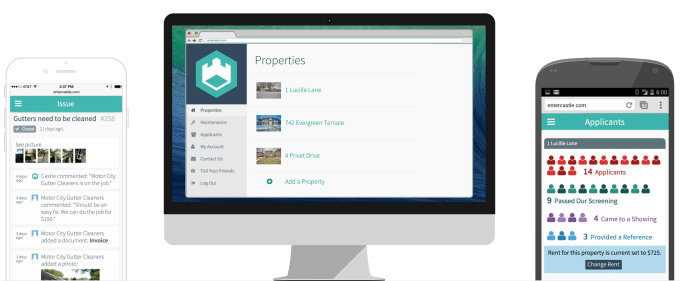 AT&T
5:37 PM
entercastle.com
Issue
Gutters need to be cleaned #258
Closed 21 days ago
See picture
4 days ago
Castle commented: "Motor City
Gutter Cleaners is on the job."
3 days ago
Motor City Gutter Cleaners
commented: "Should be an
easy fix. We can do the job for
$150."
3 days ago
Motor City Gutter Cleaners
added a document: Invoice
3 days ago
Motor City Gutter Cleaners
added a photo:
entercastle.com
Properties
Maintenance
Applicants
My Account
Contact Us
Tell Your Friends
Log Out
Properties
1 Lucille Lane
742 Evergreen Terrace
4 Privet Drive
Add a Property
6:00
entercastle.com
Applicants
1 Lucille Lane
14 Applicants
9 Passed Our Screening
4 Came to a Showing
3 Provided a Reference
Rent for this property is current set to $725.
Change Rent